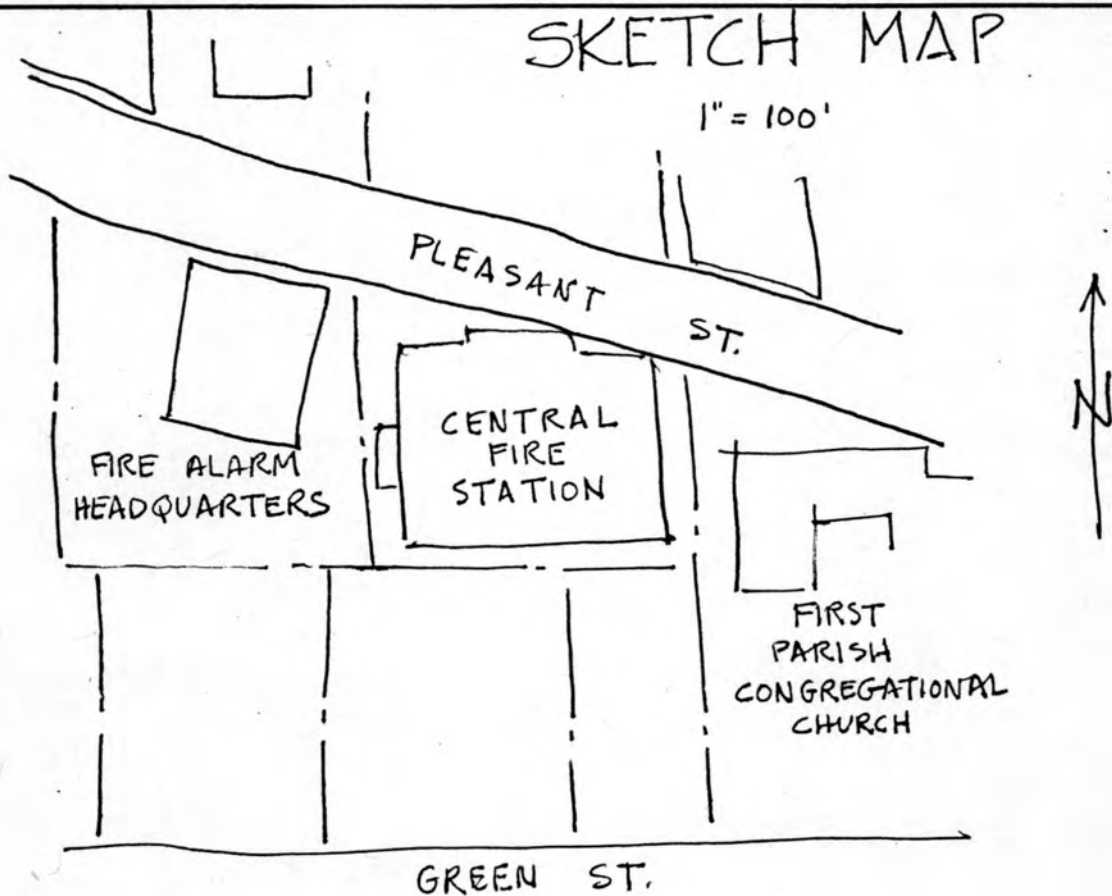 SKETCH MAP
1" = 100'
PLEASANT ST.
CENTRAL
FIRE
STATION
FIRE ALARM
HEADQUARTERS
N
FIRST
PARISH
CONGREGATIONAL
CHURCH
GREEN ST.